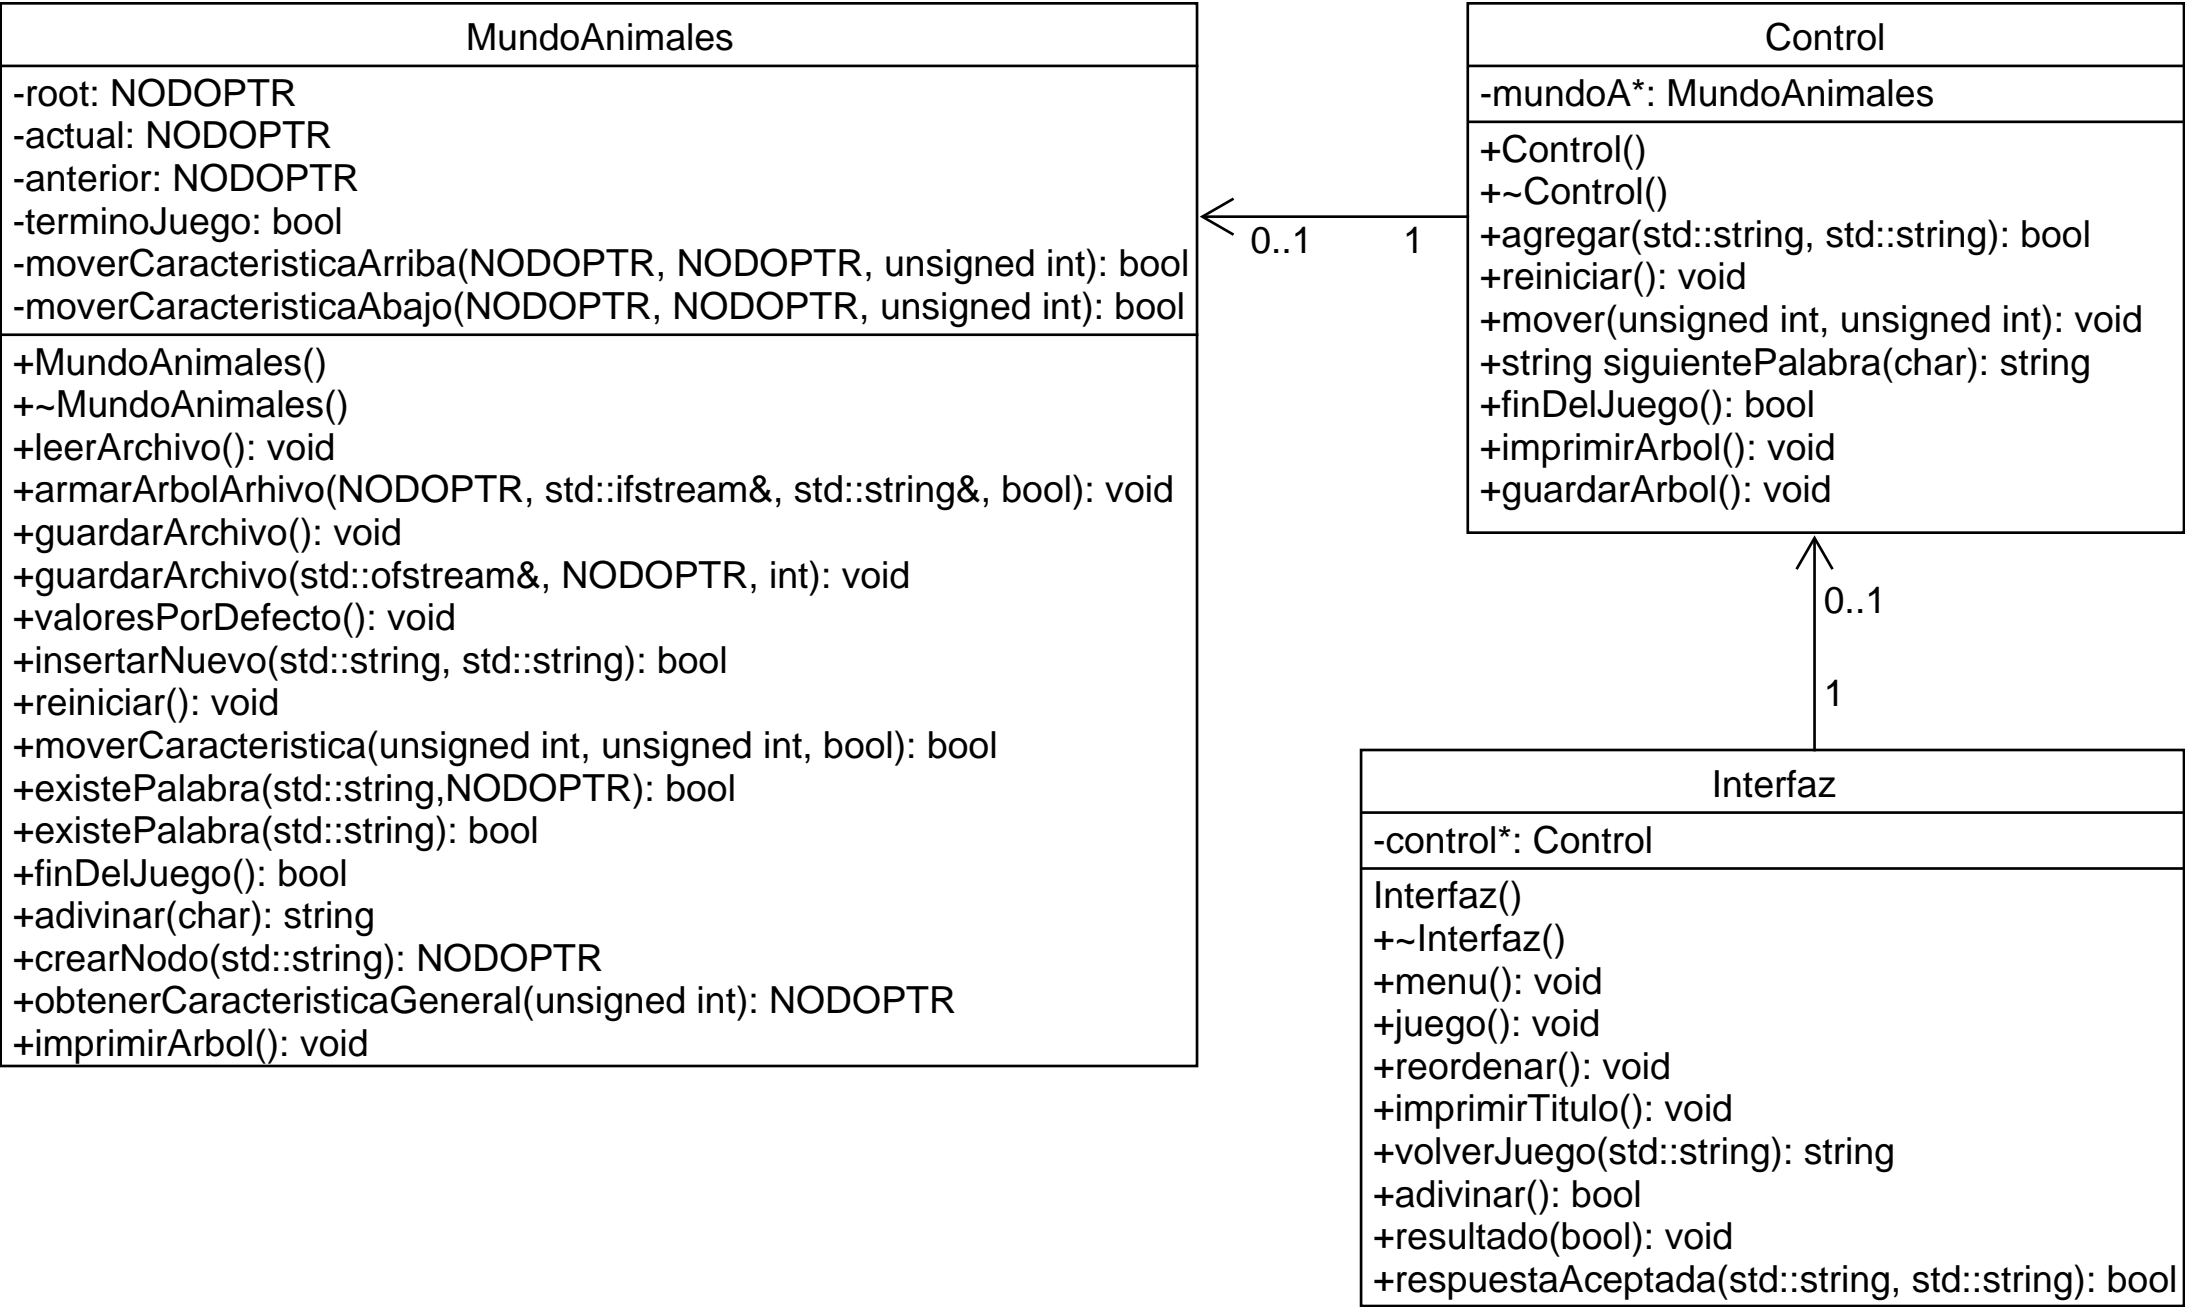 MundoAnimales
-root: NODOPTR
-actual: NODOPTR
-anterior: NODOPTR
-terminoJuego: bool
-moverCaracteristicaArriba(NODOPTR, NODOPTR, unsigned int): bool
-moverCaracteristicaAbajo(NODOPTR, NODOPTR, unsigned int): bool
+MundoAnimales()
+~MundoAnimales()
+leerArchivo(): void
+armarArbolArhivo(NODOPTR, std::ifstream&, std::string&, bool): void
+guardarArchivo(): void
+guardarArchivo(std::ofstream&, NODOPTR, int): void
+valoresPorDefecto(): void
+insertarNuevo(std::string, std::string): bool
+reiniciar(): void
+moverCaracteristica(unsigned int, unsigned int, bool): bool
+existePalabra(std::string,NODOPTR): bool
+existePalabra(std::string): bool
+finDelJuego(): bool
+adivinar(char): string
+crearNodo(std::string): NODOPTR
+obtenerCaracteristicaGeneral(unsigned int): NODOPTR
+imprimirArbol(): void
0..1 1
Control
-mundoA*: MundoAnimales
+Control()
+~Control()
+agregar(std::string, std::string): bool
+reiniciar(): void
+mover(unsigned int, unsigned int): void
+string siguientePalabra(char): string
+finDelJuego(): bool
+imprimirArbol(): void
+guardarArbol(): void
0..1
1
Interfaz
-control*: Control
Interfaz()
+~Interfaz()
+menu(): void
+juego(): void
+reordenar(): void
+imprimirTitulo(): void
+volverJuego(std::string): string
+adivinar(): bool
+resultado(bool): void
+respuestaAceptada(std::string, std::string): bool